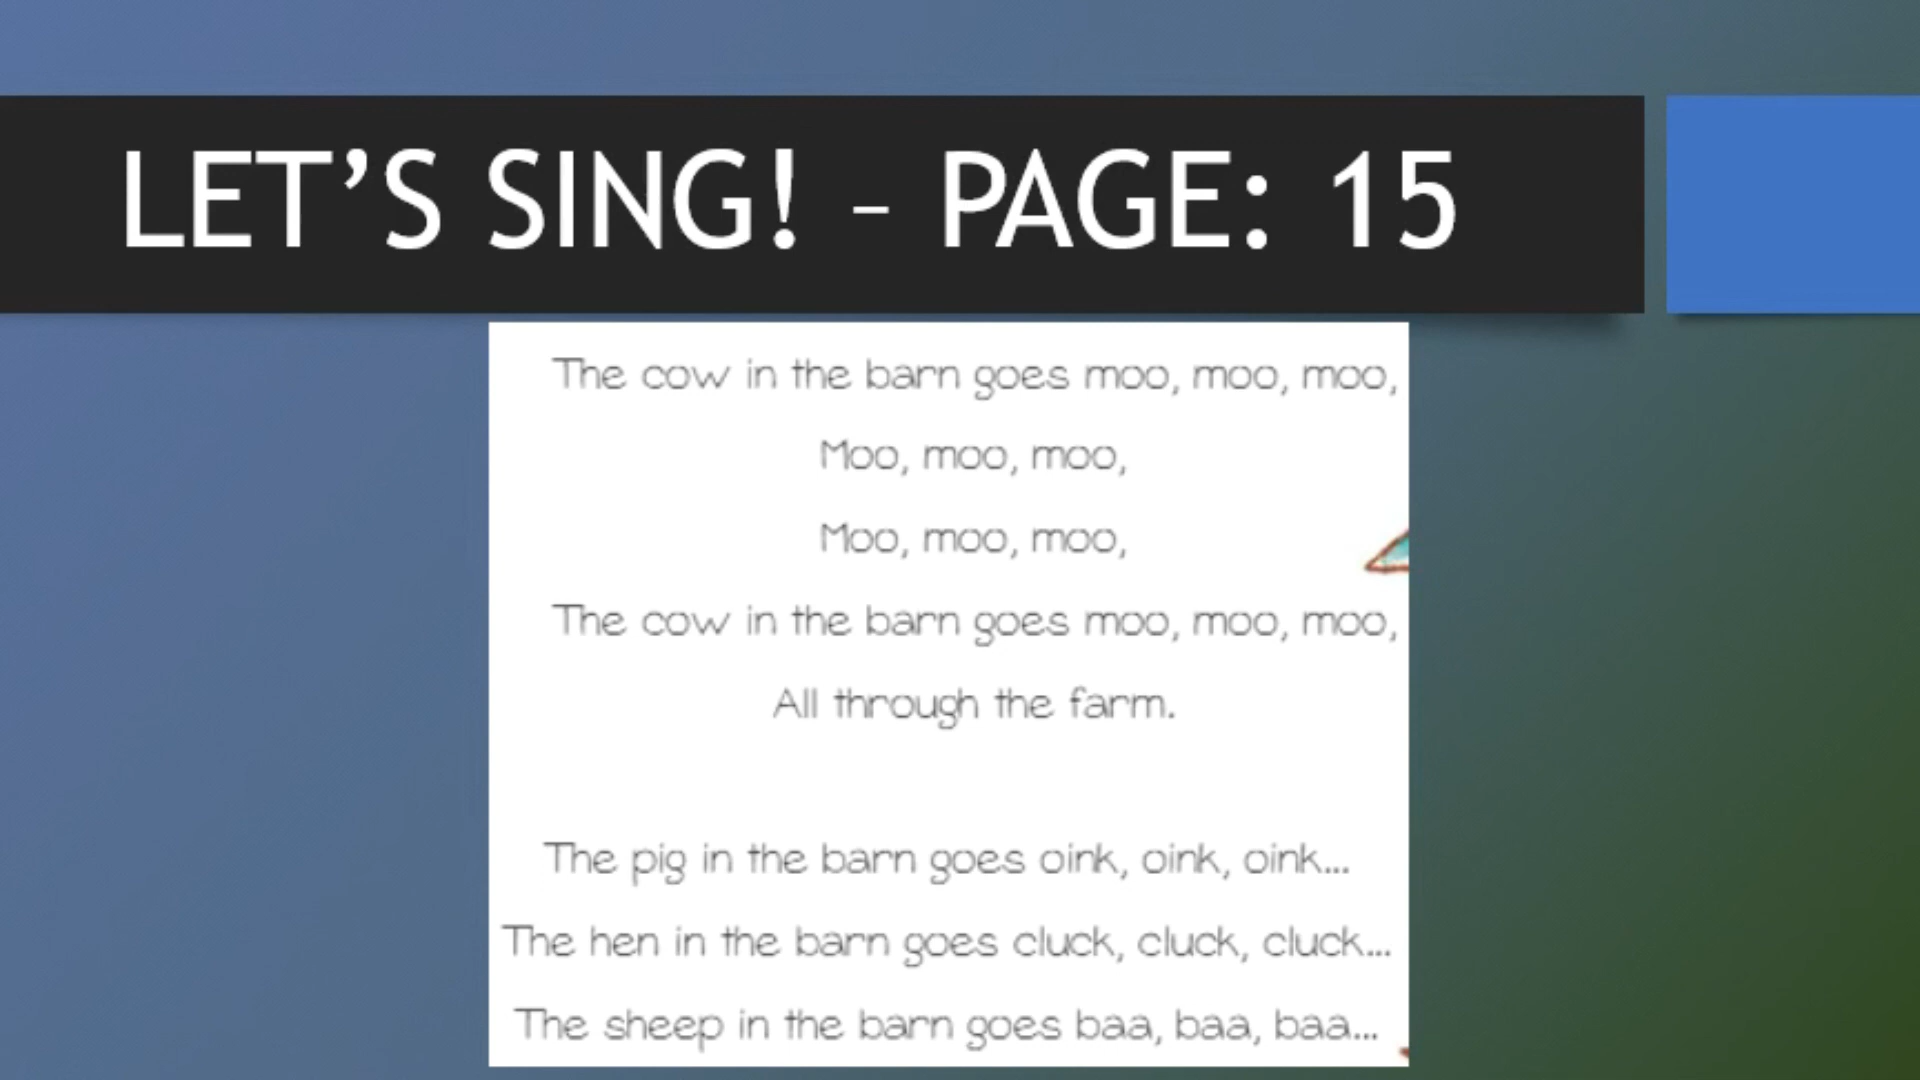 LET’S SING! – PAGE: 15
The cow in the barn goes moo, moo, moo,
Moo, moo, moo,
Moo, moo, moo,
The cow in the barn goes moo, moo, moo,
All through the farm.
The pig in the barn goes oink, oink, oink...
The hen in the barn goes cluck, cluck, cluck...
The sheep in the barn goes baa, baa, baa...